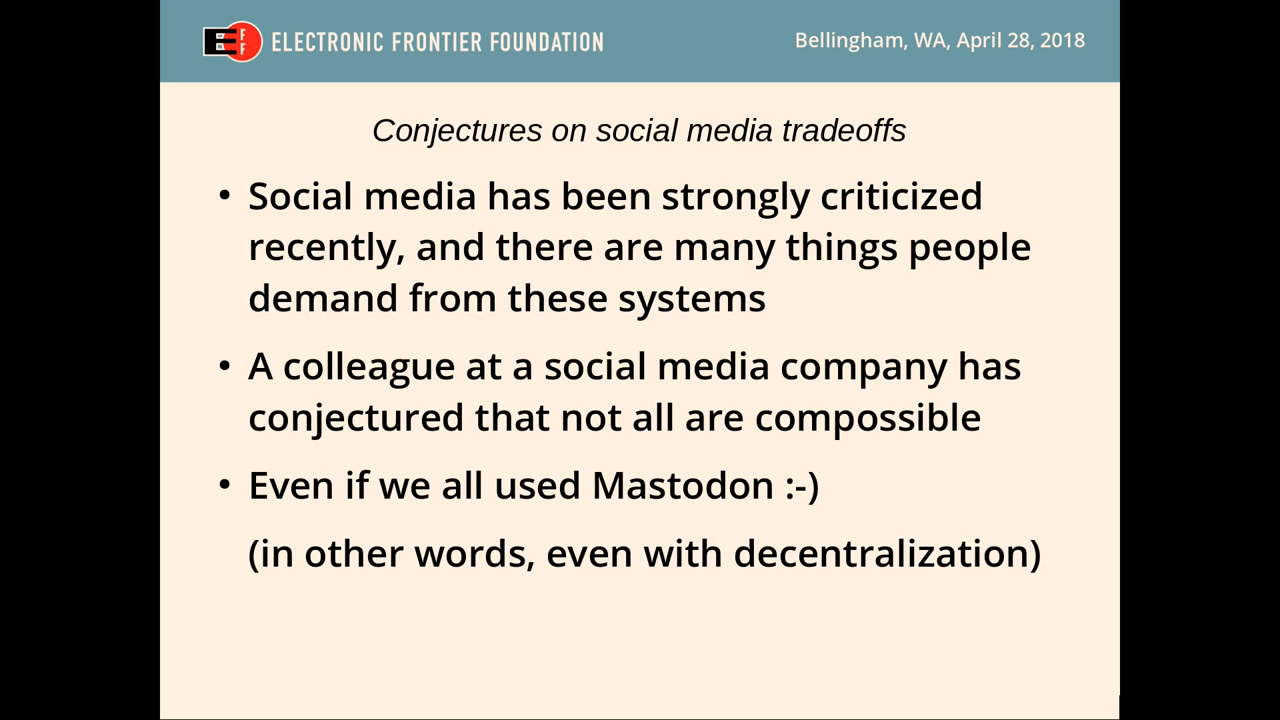 EFF ELECTRONIC FRONTIER FOUNDATION
Bellingham, WA, April 28, 2018
Conjectures on social media tradeoffs
• Social media has been strongly criticized
recently, and there are many things people
demand from these systems
• A colleague at a social media company has
conjectured that not all are compossible
• Even if we all used Mastodon :-)
(in other words, even with decentralization)